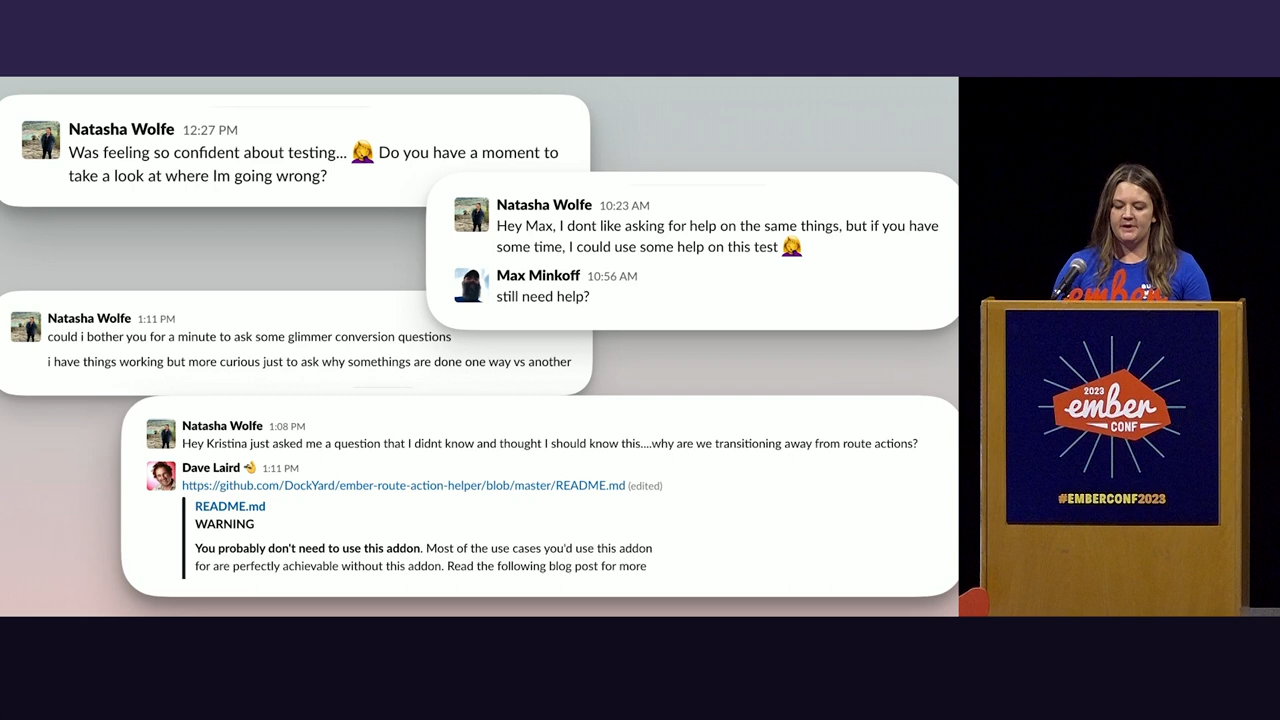 Natasha Wolfe 12:27 PM
Was feeling so confident about testing... 🤦‍♀️ Do you have a moment to
take a look at where Im going wrong?
Natasha Wolfe 10:23 AM
Hey Max, I dont like asking for help on the same things, but if you have
some time, I could use some help on this test 🤦‍♀️
Max Minkoff 10:56 AM
still need help?
Natasha Wolfe 1:11 PM
could i bother you for a minute to ask some glimmer conversion questions
i have things working but more curious just to ask why somethings are done one way vs another
Natasha Wolfe 1:08 PM
Hey Kristina just asked me a question that I didnt know and thought I should know this....why are we transitioning away from route actions?
Dave Laird 1:11 PM
https://github.com/DockYard/ember-route-action-helper/blob/master/README.md (edited)
README.md
WARNING
You probably don't need to use this addon. Most of the use cases you'd use this addon
for are perfectly achievable without this addon. Read the following blog post for more
ember
2023
ember
CONF
#EMBERCONF2023